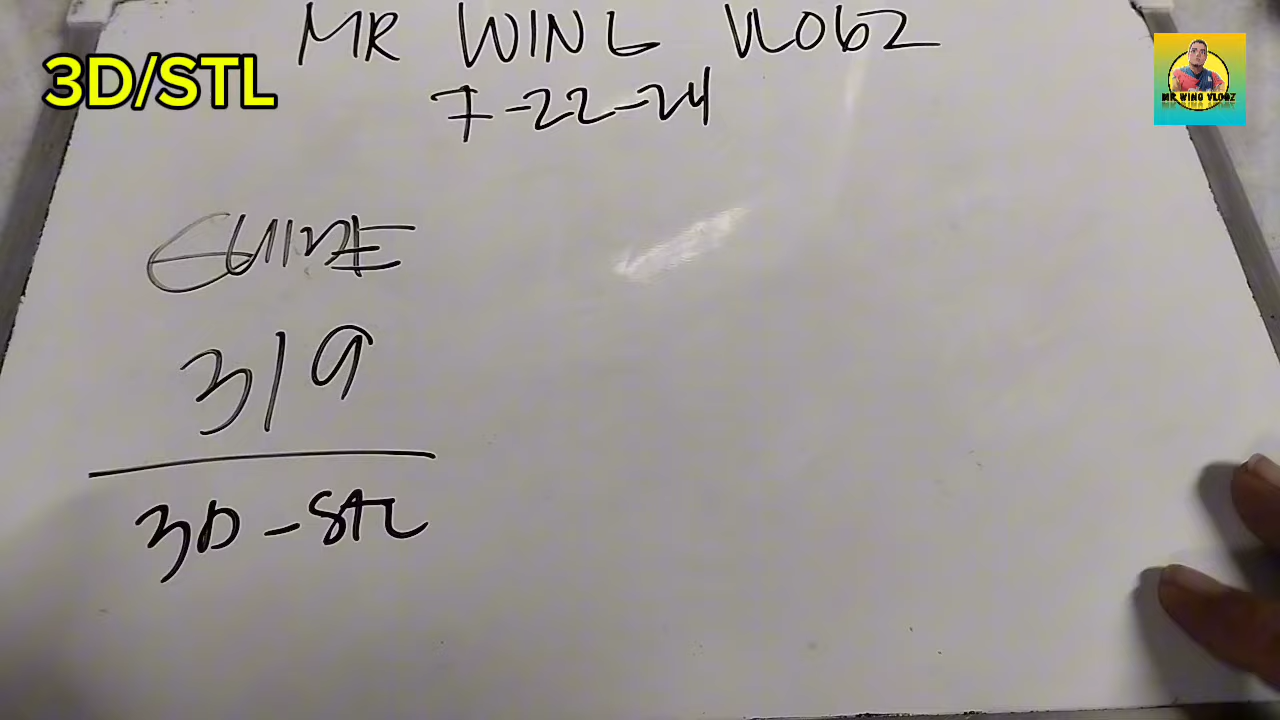 MR WING VLOGZ
3D/STL
MR WING VLOGZ
7-22-24
GUIDE
319
3D-STL